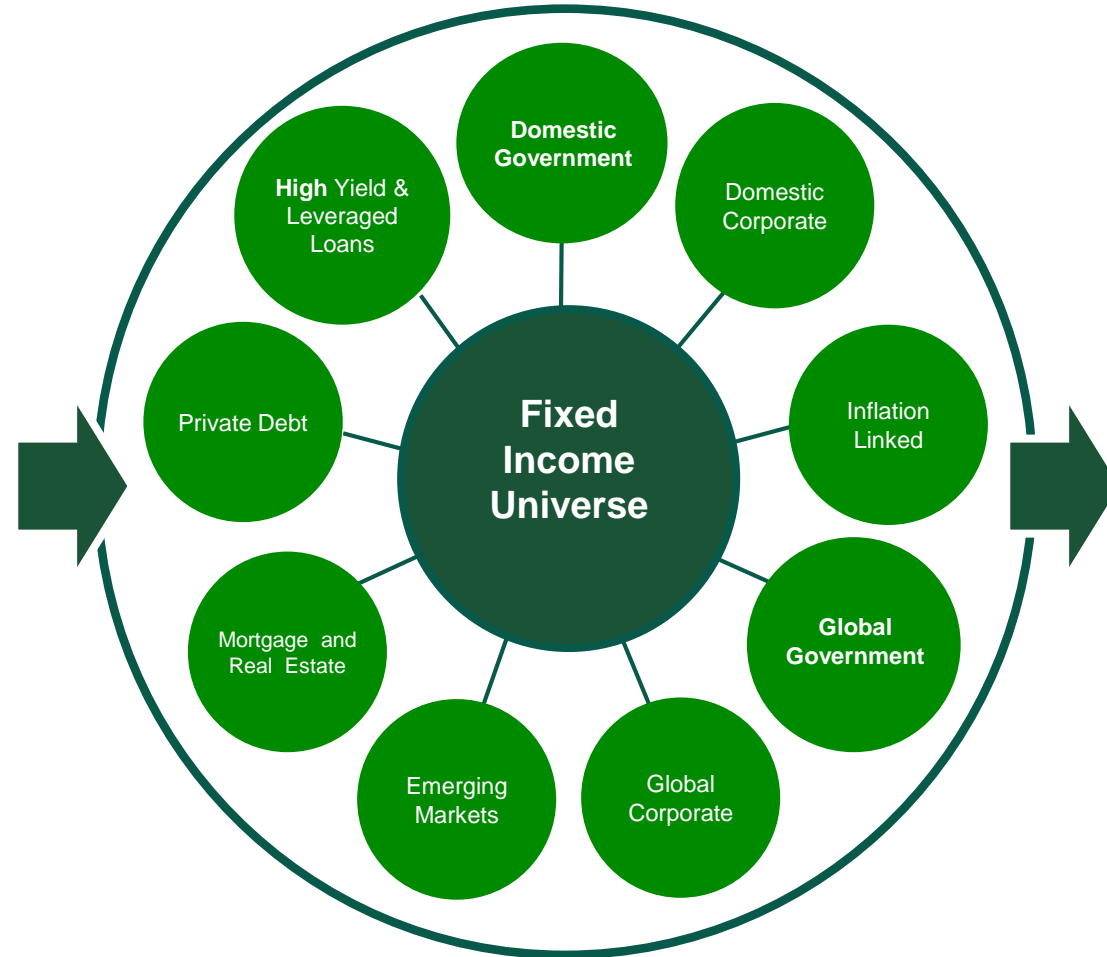 Domestic
Government
Domestic
Corporate
Inflation
Linked
Global
Government
Global
Corporate
Emerging
Markets
Mortgage and
Real Estate
Private Debt
High Yield &
Leveraged
Loans
Fixed
Income
Universe